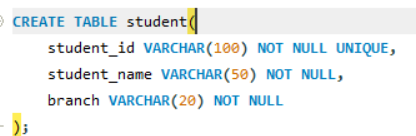 CREATE TABLE student(
student_id VARCHAR(100) NOT NULL UNIQUE,
student_name VARCHAR(50) NOT NULL,
branch VARCHAR(20) NOT NULL
);